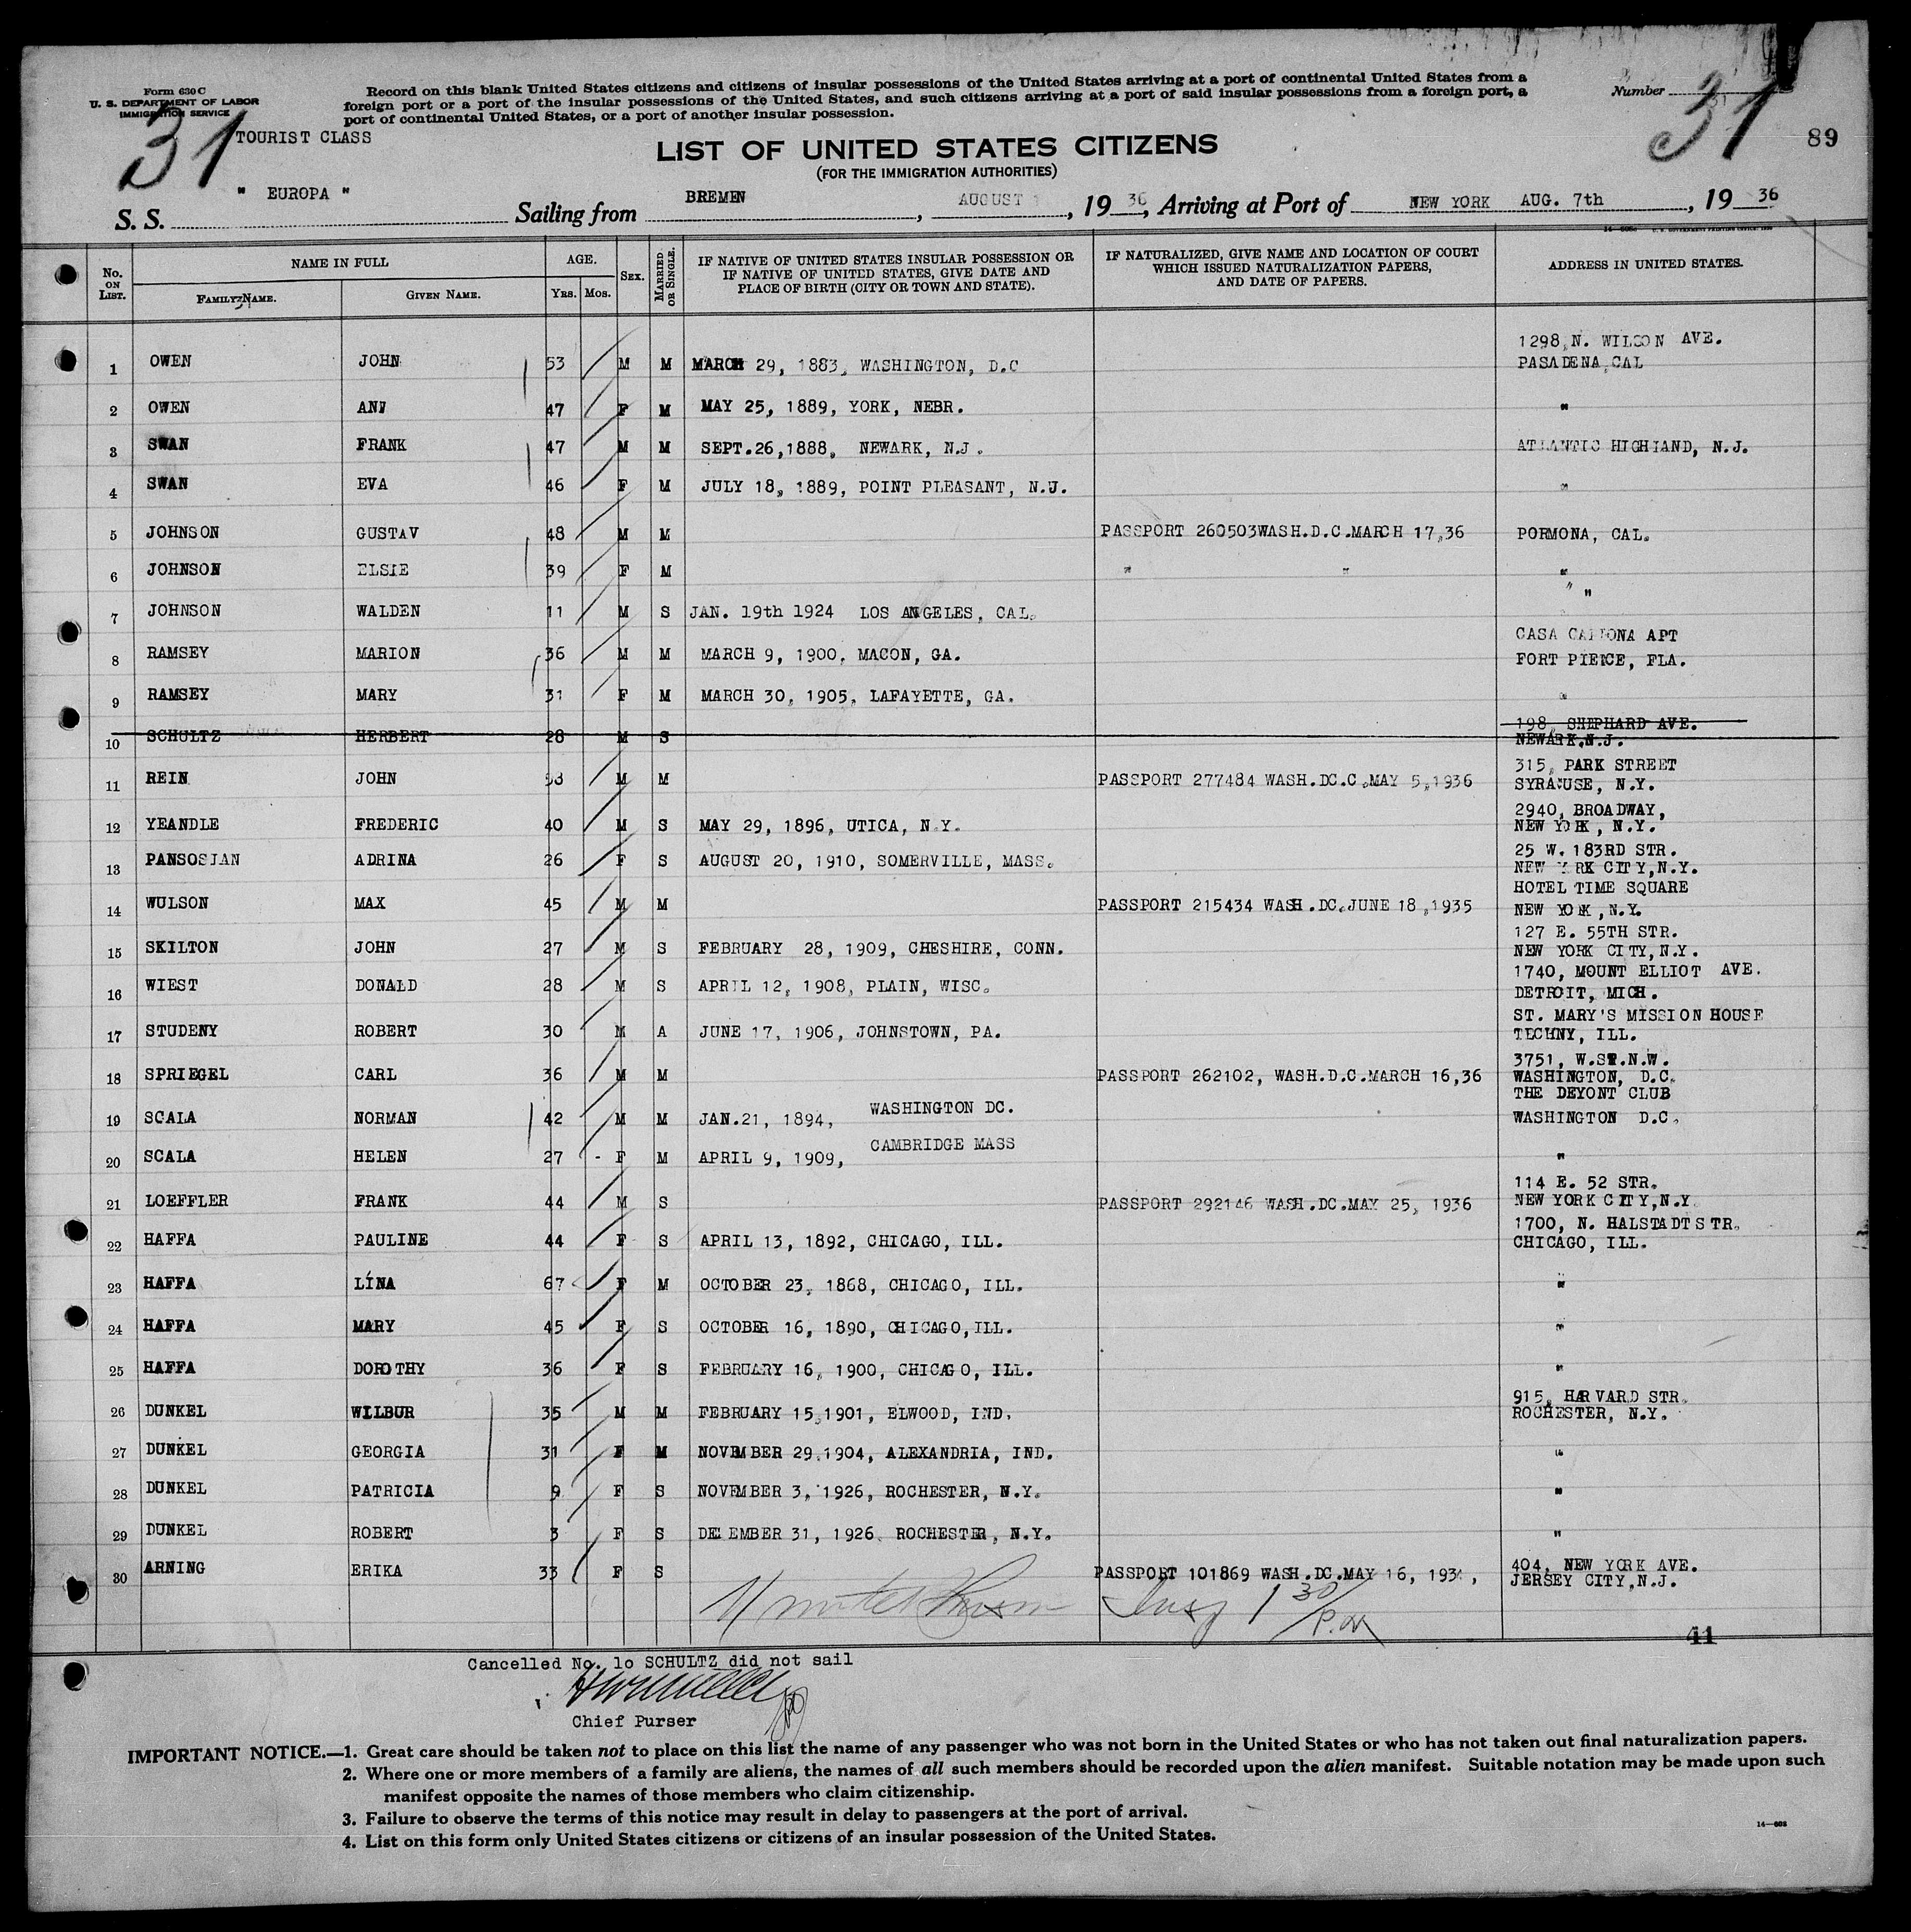 Form 630 C
U. S. DEPARTMENT OF LABOR
IMMIGRATION SERVICE
Record on this blank United States citizens and citizens of insular possessions of the United States arriving at a port of continental United States from a
foreign port or a port of the insular possessions of the United States, and such citizens arriving at a port of said insular possessions from a foreign port, a
port of continental United States, or a port of another insular possession.
Number 31
31
31
89
TOURIST CLASS
LIST OF UNITED STATES CITIZENS
(FOR THE IMMIGRATION AUTHORITIES)
S. S. " EUROPA " Sailing from BREMEN, AUGUST 1, 1936, Arriving at Port of NEW YORK AUG. 7th, 1936
No. ON LIST.
NAME IN FULL
FAMILY NAME.
GIVEN NAME.
AGE.
YRS. MOS.
SEX.
MARRIED OR SINGLE.
IF NATIVE OF UNITED STATES INSULAR POSSESSION OR
IF NATIVE OF UNITED STATES, GIVE DATE AND
PLACE OF BIRTH (CITY OR TOWN AND STATE).
IF NATURALIZED, GIVE NAME AND LOCATION OF COURT
WHICH ISSUED NATURALIZATION PAPERS,
AND DATE OF PAPERS.
ADDRESS IN UNITED STATES.
1298, N. WILSON AVE.
1 OWEN JOHN 53 M M MARCH 29, 1883, WASHINGTON, D.C PASADENA, CAL
2 OWEN ANN 47 F M MAY 25, 1889, YORK, NEBR. "
3 SWAN FRANK 47 M M SEPT.26,1888, NEWARK, N.J. ATLANTIC HIGHIAND, N.J.
4 SWAN EVA 46 F M JULY 18, 1889, POINT PLEASANT, N.J. "
5 JOHNSON GUSTAV 48 M M PASSPORT 260503WASH.D.C.MARCH 17,36 PORMONA, CAL.
6 JOHNSON ELSIE 39 F M " " "
" "
7 JOHNSON WALDEN 11 M S JAN. 19th 1924 LOS ANGELES, CAL.
CASA APT
8 RAMSEY MARION 36 M M MARCH 9, 1900, MACON, GA. FORT PIERCE, FLA.
9 RAMSEY MARY 31 F M MARCH 30, 1905, LAFAYETTE, GA. "
198, SHEPHARD AVE.
10 SCHULTZ HERBERT 28 M S NEWARK,N.J.
315, PARK STREET
11 REIN JOHN 53 M M PASSPORT 277484 WASH.DC.C.MAY 5,1936 SYRACUSE, N.Y.
2940, BROADWAY,
12 YEANDLE FREDERIC 40 M S MAY 29, 1896, UTICA, N.Y. NEW YORK, N.Y.
25 W. 183RD STR.
13 PANSOSJAN ADRINA 26 F S AUGUST 20, 1910, SOMERVILLE, MASS. NEW YORK CITY,N.Y.
HOTEL TIME SQUARE
14 WULSON MAX 45 M M PASSPORT 215434 WASH.DC.JUNE 18,1935 NEW YORK,N.Y.
127 E. 55TH STR.
15 SKILTON JOHN 27 M S FEBRUARY 28, 1909, CHESHIRE, CONN. NEW YORK CITY,N.Y.
1740, MOUNT ELLIOT AVE.
16 WIEST DONALD 28 M S APRIL 12, 1908, PLAIN, WISC. DETROIT, MICH.
ST. MARY'S MISSION HOUSE
17 STUDENY ROBERT 30 M A JUNE 17, 1906, JOHNSTOWN, PA. TECHNY, ILL.
3751, W.ST.N.W.
18 SPRIEGEL CARL 36 M M PASSPORT 262102, WASH.D.C.MARCH 16,36 WASHINGTON, D.C.
WASHINGTON DC. THE DEYONT CLUB
19 SCALA NORMAN 42 M M JAN.21, 1894, WASHINGTON D.C.
CAMBRIDGE MASS
20 SCALA HELEN 27 - F M APRIL 9, 1909, "
114 E. 52 STR.
21 LOEFFLER FRANK 44 M S PASSPORT 292146 WASH.DC.MAY 25, 1936 NEW YORK CITY,N.Y.
1700, N. HALSTADTSTR.
22 HAFFA PAULINE 44 F S APRIL 13, 1892, CHICAGO, ILL. CHICAGO, ILL.
23 HAFFA LÍNA 67 F M OCTOBER 23, 1868, CHICAGO, ILL. "
24 HAFFA MARY 45 F S OCTOBER 16, 1890, CHICAGO,ILL. "
25 HAFFA DOROTHY 36 F S FEBRUARY 16, 1900, CHICAGO, ILL. "
915, HARVARD STR.
26 DUNKEL WILBUR 35 M M FEBRUARY 15,1901, ELWOOD, IND. ROCHESTER, N.Y.
27 DUNKEL GEORGIA 31 F M NOVEMBER 29,1904, ALEXANDRIA, IND. "
28 DUNKEL PATRICIA 9 F S NOVEMBER 3, 1926, ROCHESTER, N.Y. "
29 DUNKEL ROBERT 3 F S DECEMBER 31, 1926, ROCHESTER, N.Y. "
404, NEW YORK AVE.
30 ARNING ERIKA 33 F S PASSPORT 101869 WASH.DC.MAY 16, JERSEY CITY,N.J.
Insp 1 30/P.M
41
Cancelled No. 1o SCHULTZ did not sail
Chief Purser
IMPORTANT NOTICE.—1. Great care should be taken not to place on this list the name of any passenger who was not born in the United States or who has not taken out final naturalization papers.
2. Where one or more members of a family are aliens, the names of all such members should be recorded upon the alien manifest. Suitable notation may be made upon such
manifest opposite the names of those members who claim citizenship.
3. Failure to observe the terms of this notice may result in delay to passengers at the port of arrival.
4. List on this form only United States citizens or citizens of an insular possession of the United States.